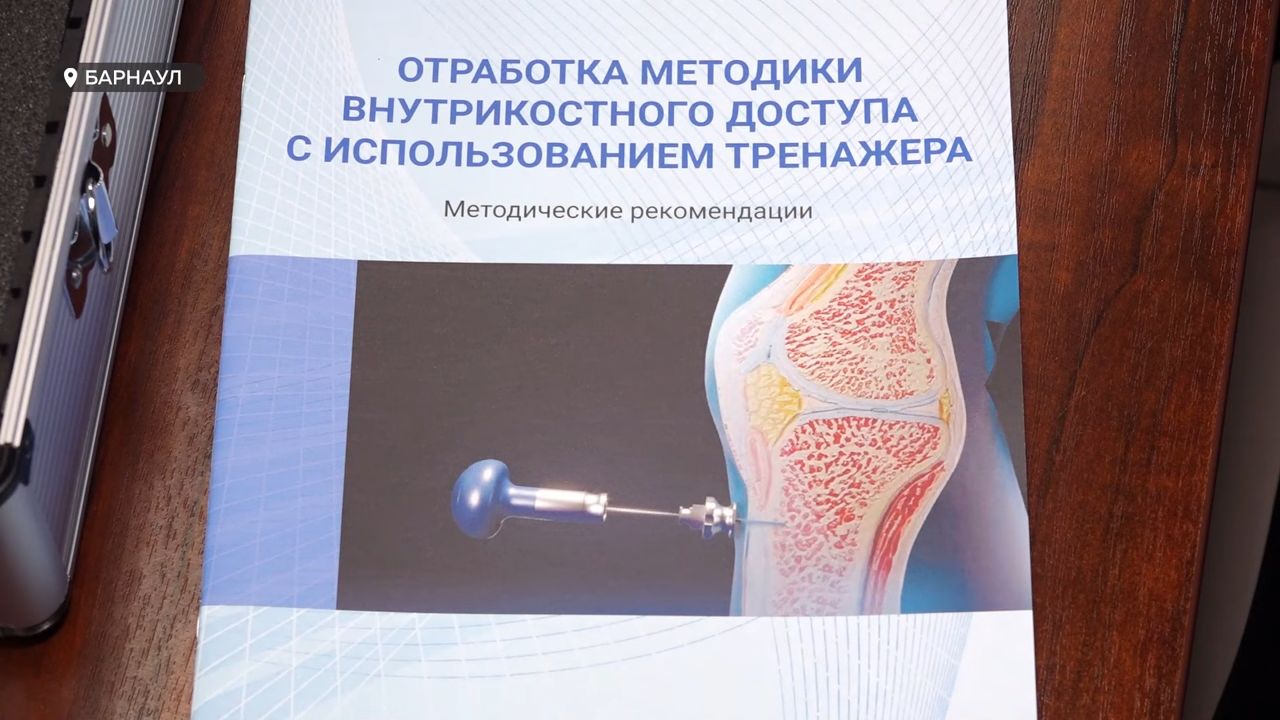 БАРНАУЛ
ОТРАБОТКА МЕТОДИКИ
ВНУТРИКОСТНОГО ДОСТУПА
С ИСПОЛЬЗОВАНИЕМ ТРЕНАЖЕРА
Методические рекомендации